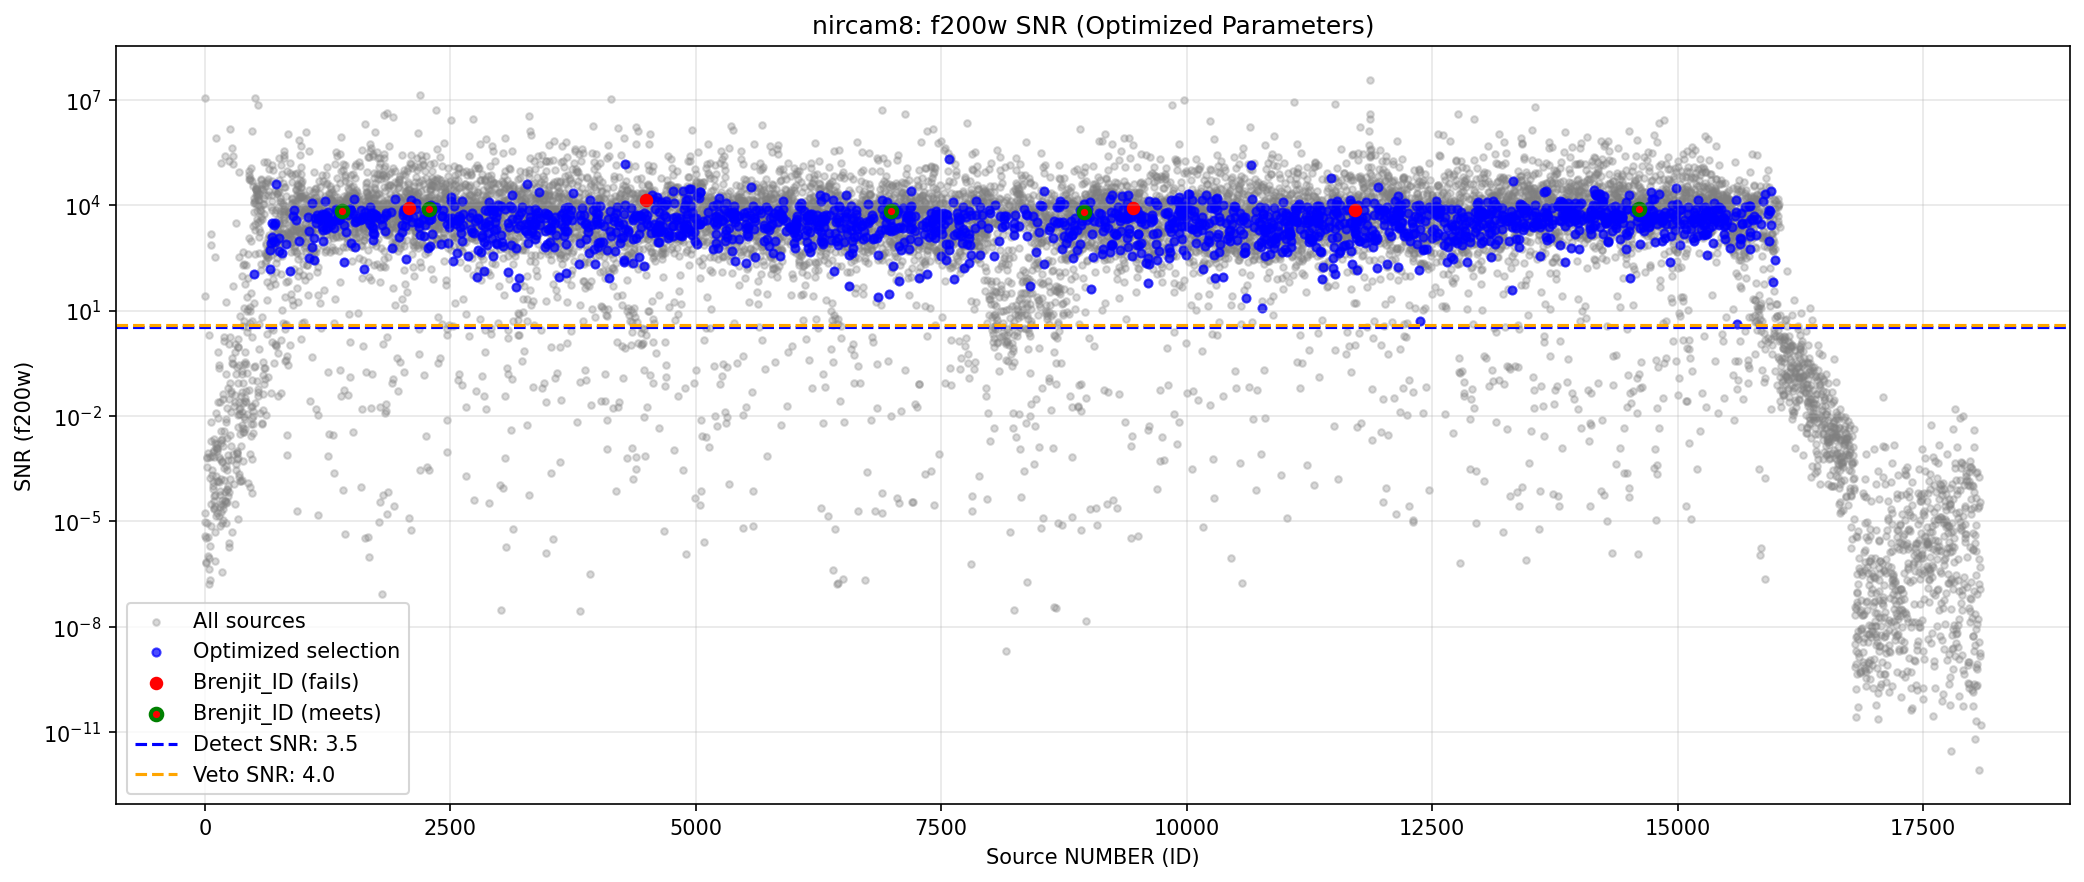 nircam8: f200w SNR (Optimized Parameters)
SNR (f200w)
10^7
10^4
10^1
10^−2
10^−5
10^−8
10^−11
All sources
Optimized selection
Brenjit_ID (fails)
Brenjit_ID (meets)
Detect SNR: 3.5
Veto SNR: 4.0
0 2500 5000 7500 10000 12500 15000 17500
Source NUMBER (ID)